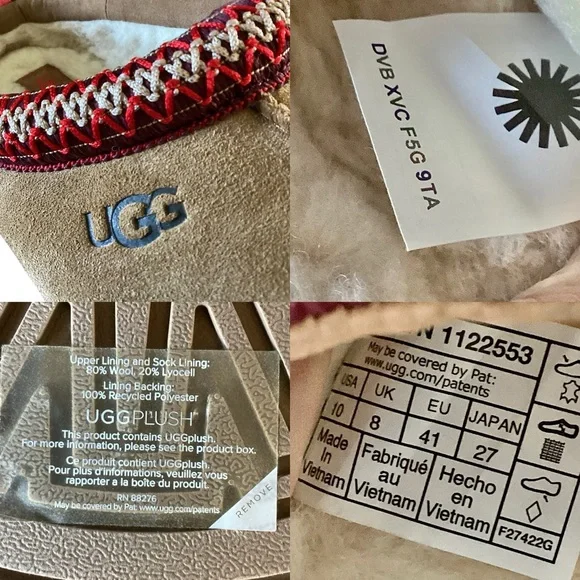 UGG
DVB XVC F5G 9TA
Upper Lining and Sock Lining:
80% Wool, 20% Lyocell
Lining Backing:
100% Recycled Polyester
UGGPLUSH™
This product contains UGGplush.
For more information, please see the product box.
Ce produit contient UGGplush.
Pour plus d'informations, veuillez vous
rapporter a la boîte du produit.
RN 88276
May be covered by Pat: www.ugg.com/patents
REMOVE
N 1122553
May be covered by Pat:
www.ugg.com/patents
USA UK EU JAPAN
10 8 41 27
Made In Vietnam
Fabriqué au Vietnam
Hecho en Vietnam
F27422G